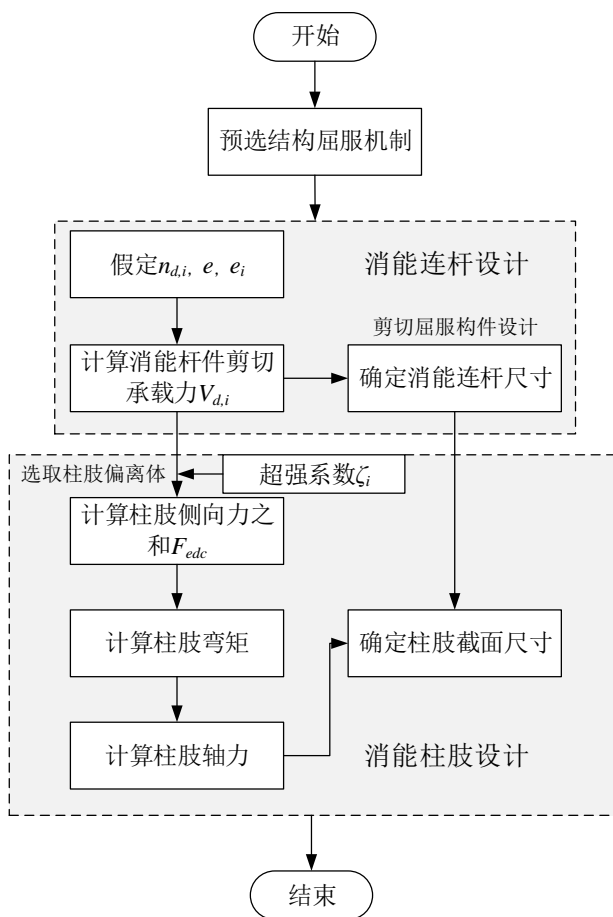 开始
预选结构屈服机制
消能连杆设计
假定n_{d,i}, e, e_i
剪切屈服构件设计
计算消能杆件剪切
承载力V_{d,i}
确定消能连杆尺寸
选取柱肢偏离体
超强系数ζ_i
计算柱肢侧向力之
和F_{edc}
计算柱肢弯矩
确定柱肢截面尺寸
计算柱肢轴力
消能柱肢设计
结束